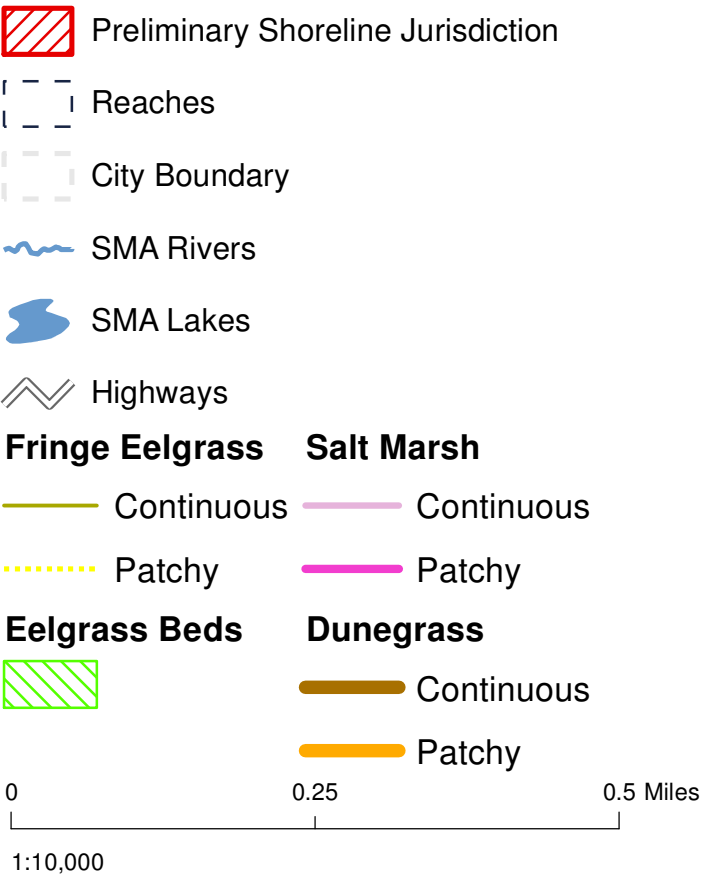 Preliminary Shoreline Jurisdiction
Reaches
City Boundary
SMA Rivers
SMA Lakes
Highways
Fringe Eelgrass Salt Marsh
Continuous Continuous
Patchy Patchy
Eelgrass Beds Dunegrass
Continuous
Patchy
0 0.25 0.5 Miles
1:10,000